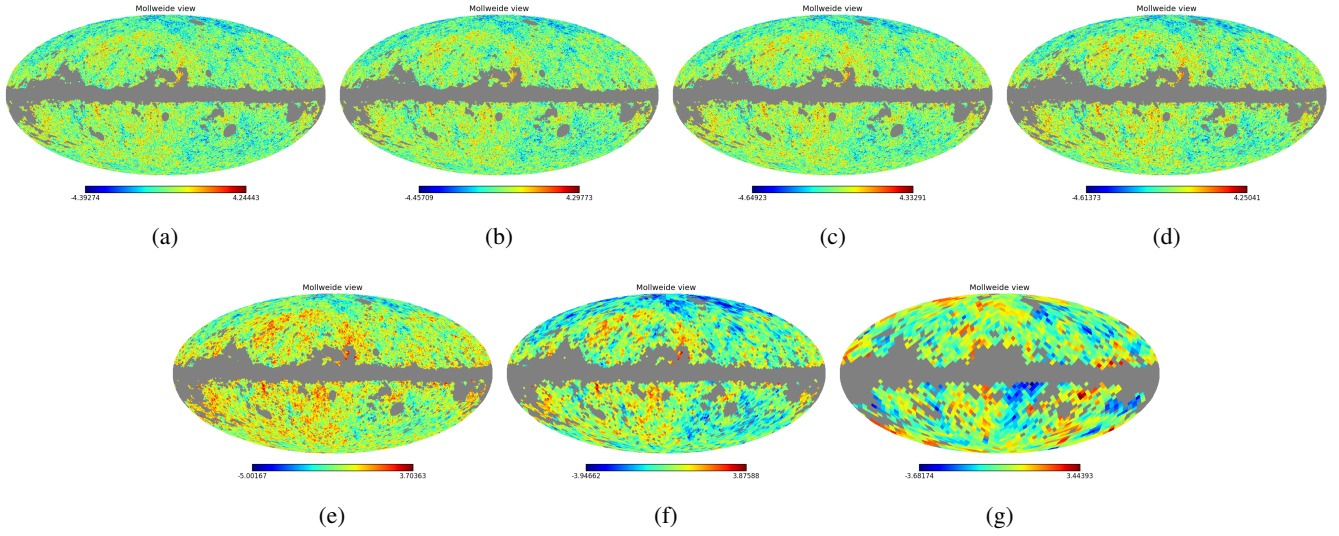 Mollweide view Mollweide view Mollweide view Mollweide view
-4.39274 4.24443 -4.45709 4.29773 -4.64923 4.33291 -4.61373 4.25041
(a) (b) (c) (d)
Mollweide view Mollweide view Mollweide view
-5.00167 3.70363 -3.94662 3.87588 -3.68174 3.44393
(e) (f) (g)